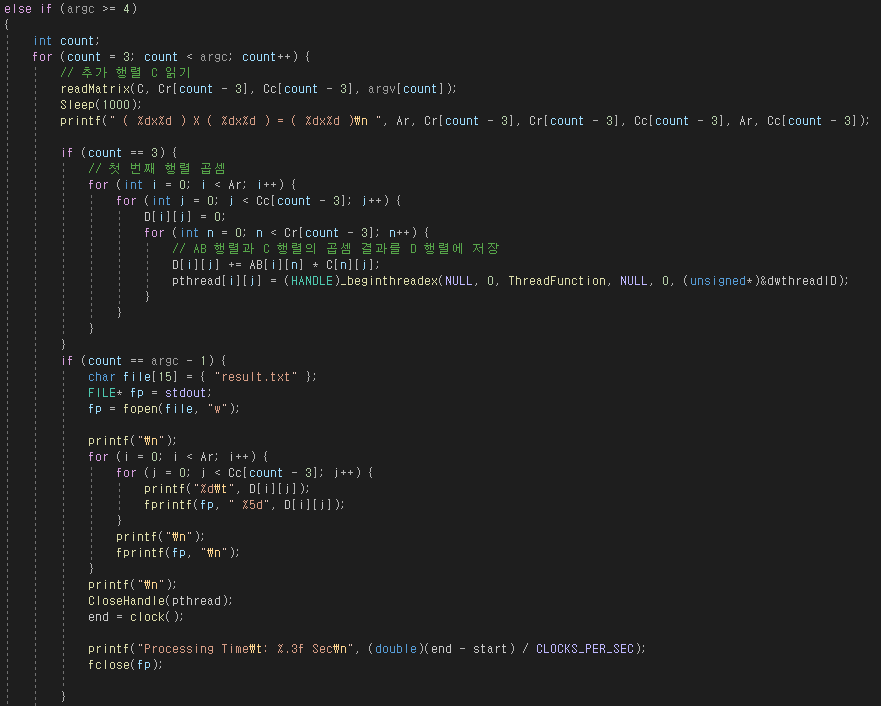 else if (argc >= 4)
{
int count;
for (count = 3; count < argc; count++) {
// 추가 행렬 C 읽기
readMatrix(C, Cr[count - 3], Cc[count - 3], argv[count]);
Sleep(1000);
printf(" ( %dx%d ) X ( %dx%d ) = ( %dx%d )₩n ", Ar, Cr[count - 3], Cr[count - 3], Cc[count - 3], Ar, Cc[count - 3]);
if (count == 3) {
// 첫 번째 행렬 곱셈
for (int i = 0; i < Ar; i++) {
for (int j = 0; j < Cc[count - 3]; j++) {
D[i][j] = 0;
for (int n = 0; n < Cr[count - 3]; n++) {
// AB 행렬과 C 행렬의 곱셈 결과를 D 행렬에 저장
D[i][j] += AB[i][n] * C[n][j];
pthread[i][j] = (HANDLE)_beginthreadex(NULL, 0, ThreadFunction, NULL, 0, (unsigned*)&dwthreadID);
}
}
}
}
if (count == argc - 1) {
char file[15] = { "result.txt" };
FILE* fp = stdout;
fp = fopen(file, "w");
printf("₩n");
for (i = 0; i < Ar; i++) {
for (j = 0; j < Cc[count - 3]; j++) {
printf("%d₩t", D[i][j]);
fprintf(fp, " %5d", D[i][j]);
}
printf("₩n");
fprintf(fp, "₩n");
}
printf("₩n");
CloseHandle(pthread);
end = clock();
printf("Processing Time₩t: %.3f Sec₩n", (double)(end - start) / CLOCKS_PER_SEC);
fclose(fp);
}